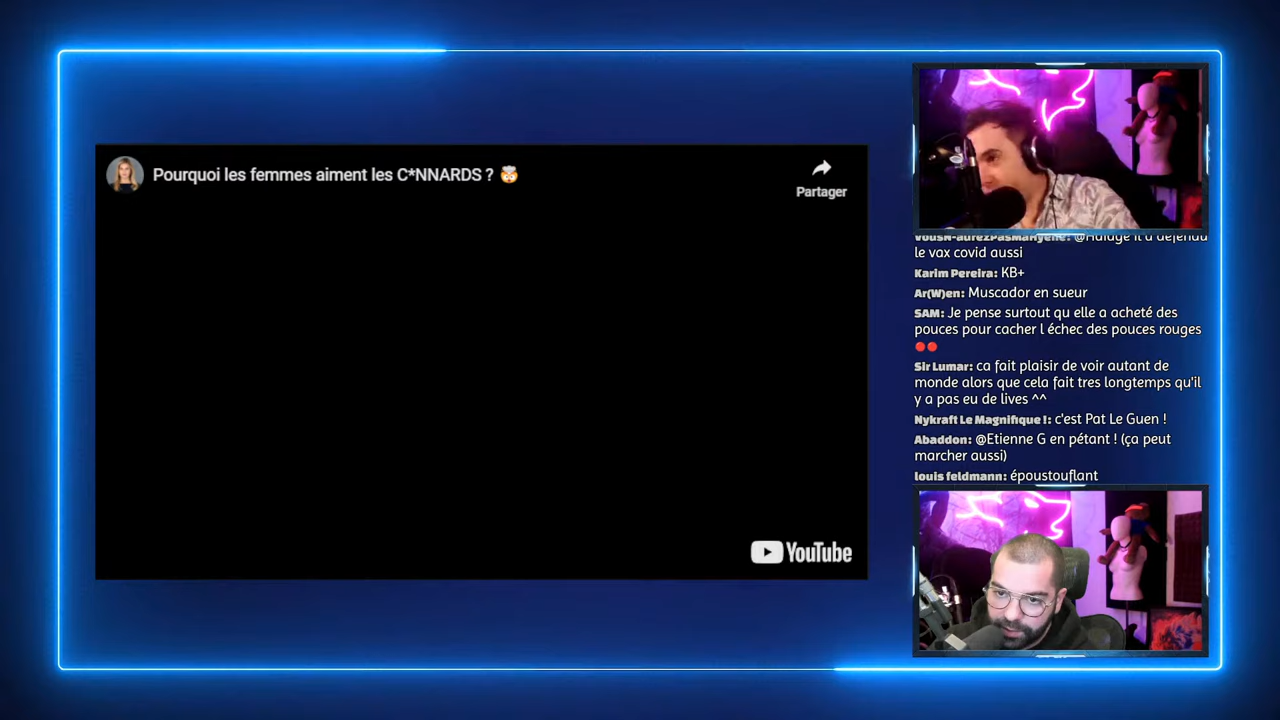 Pourquoi les femmes aiment les C*NNARDS ? 🤯
Partager
YouTube
le vax covid aussi
Karim Pereira: KB+
Ar(W)en: Muscador en sueur
SAM: Je pense surtout qu elle a acheté des
pouces pour cacher l échec des pouces rouges
🔴🔴
Sir Lumar: ca fait plaisir de voir autant de
monde alors que cela fait tres longtemps qu'il
y a pas eu de lives ^^
Nykraft Le Magnifique !: c'est Pat Le Guen !
Abaddon: @Etienne G en pétant ! (ça peut
marcher aussi)
louis feldmann: époustouflant